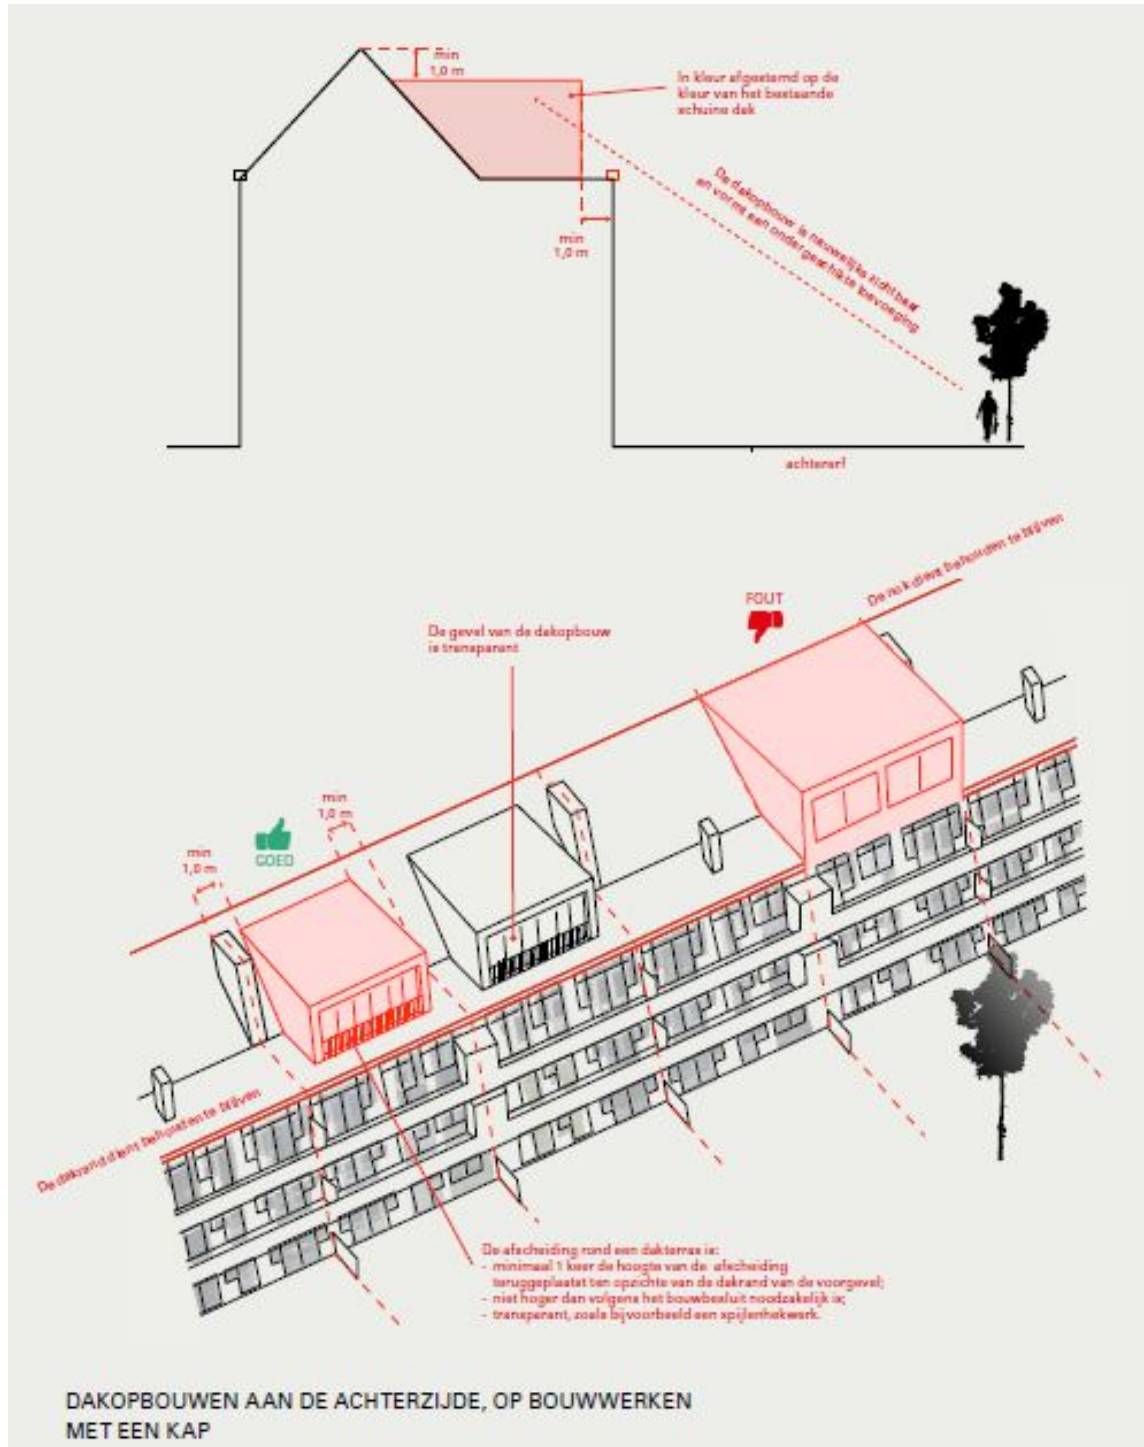 min
1,0 m
In kleur afgestemd op de
kleur van het bestaande
schuine dak
De dakopbouw is nauwelijks zichtbaar
en vormt een ondergeschikte toevoeging
min
1,0 m
achtererf
De nok dient behouden te blijven
FOUT
De gevel van de dakopbouw
is transparant
min
1,0 m
GOED
min
1,0 m
De dakrand dient behouden te blijven
De afscheiding rond een dakterras is:
- minimaal 1 keer de hoogte van de afscheiding
teruggeplaatst ten opzichte van de dakrand van de voorgevel;
- niet hoger dan volgens het bouwbesluit noodzakelijk is;
- transparant, zoals bijvoorbeeld een spijlenhekwerk.
DAKOPBOUWEN AAN DE ACHTERZIJDE, OP BOUWWERKEN
MET EEN KAP